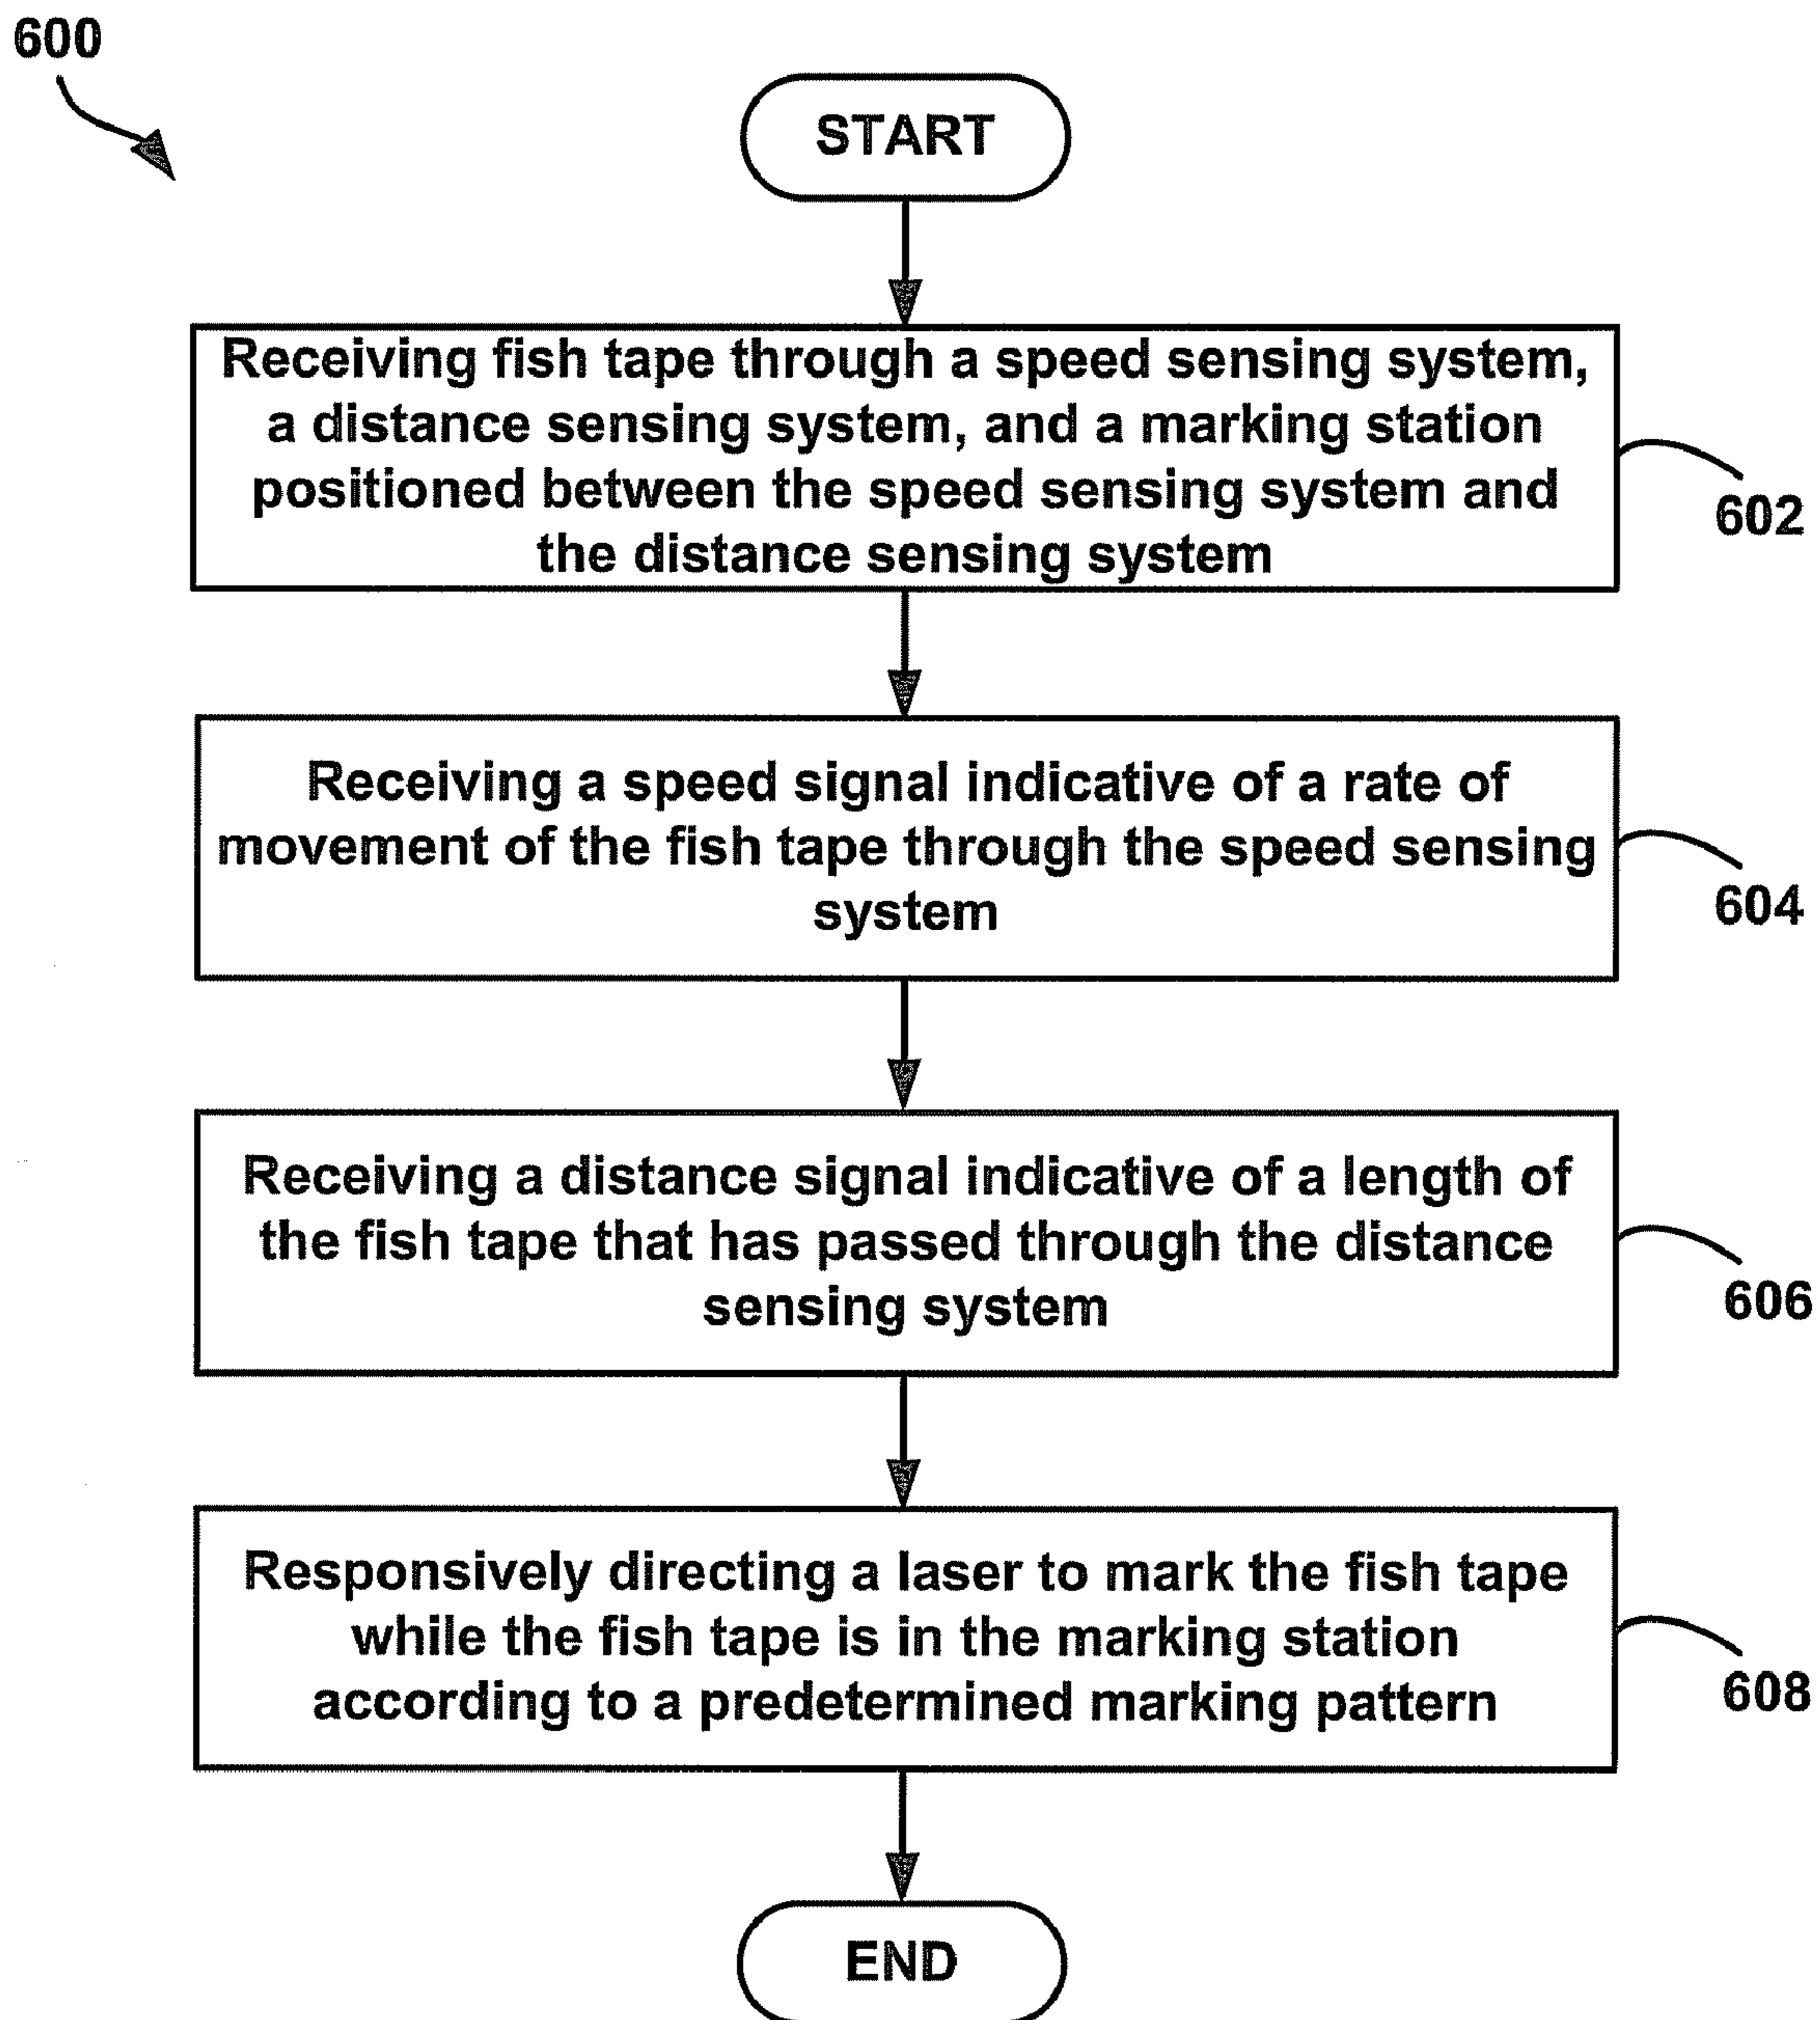 600
START
Receiving fish tape through a speed sensing system,
a distance sensing system, and a marking station
positioned between the speed sensing system and
the distance sensing system
602
Receiving a speed signal indicative of a rate of
movement of the fish tape through the speed sensing
system
604
Receiving a distance signal indicative of a length of
the fish tape that has passed through the distance
sensing system
606
Responsively directing a laser to mark the fish tape
while the fish tape is in the marking station
according to a predetermined marking pattern
608
END